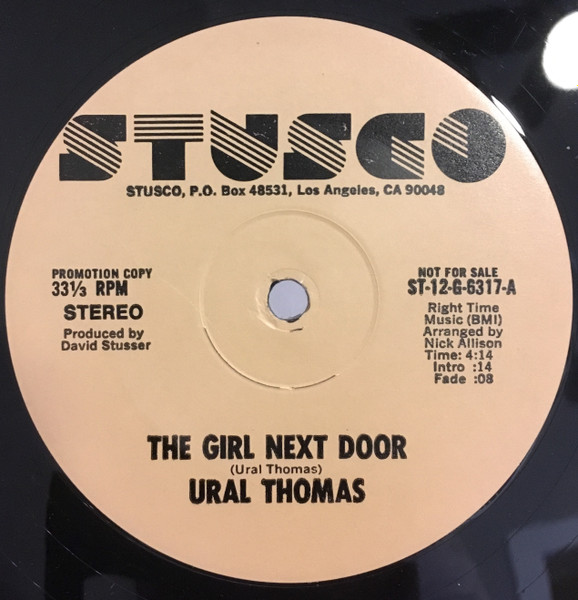 STUSCO
STUSCO, P.O. Box 48531, Los Angeles, CA 90048
PROMOTION COPY
33⅓ RPM
STEREO
Produced by
David Stusser
NOT FOR SALE
ST-12-G-6317-A
Right Time
Music (BMI)
Arranged by
Nick Allison
Time: 4:14
Intro :14
Fade :08
THE GIRL NEXT DOOR
(Ural Thomas)
URAL THOMAS